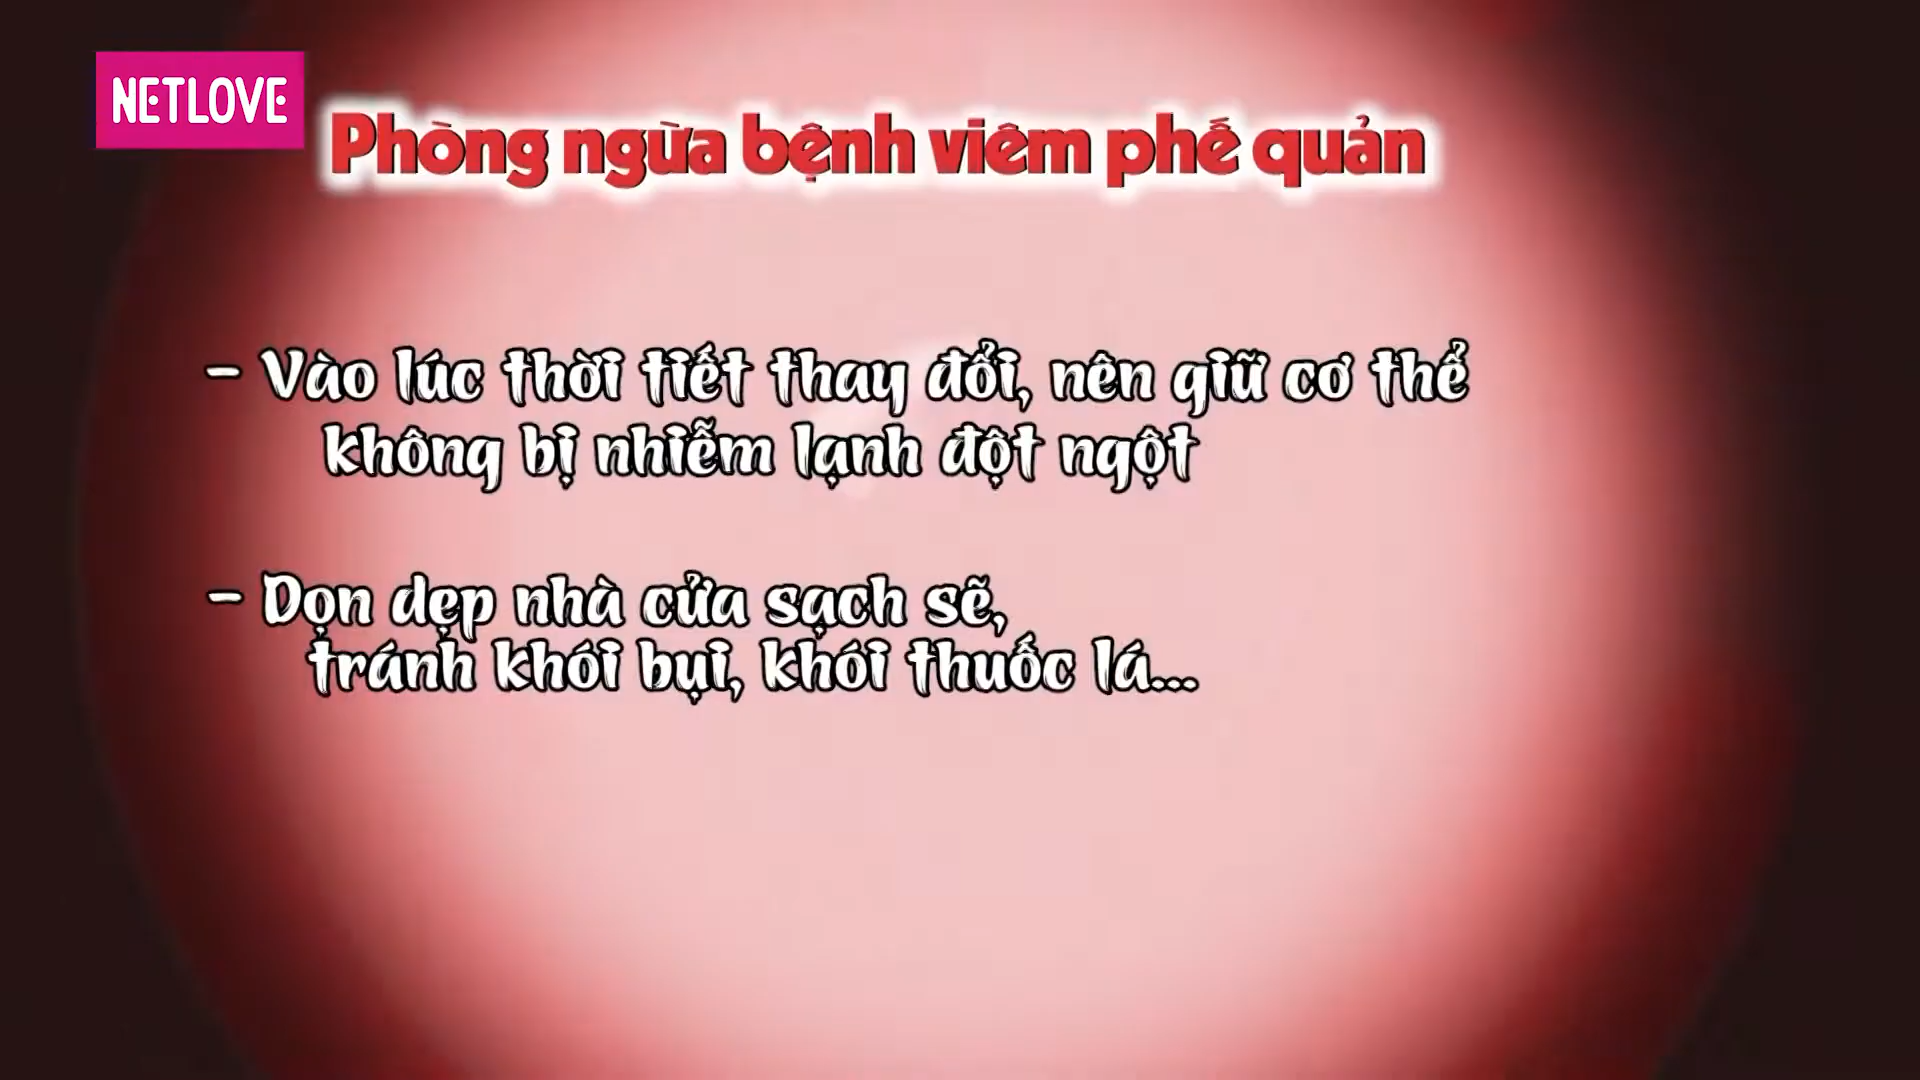 NETLOVE
Phòng ngừa bệnh viêm phế quản
- Vào lúc thời tiết thay đổi, nên giữ cơ thể
không bị nhiễm lạnh đột ngột
- Dọn dẹp nhà cửa sạch sẽ,
tránh khói bụi, khói thuốc lá...